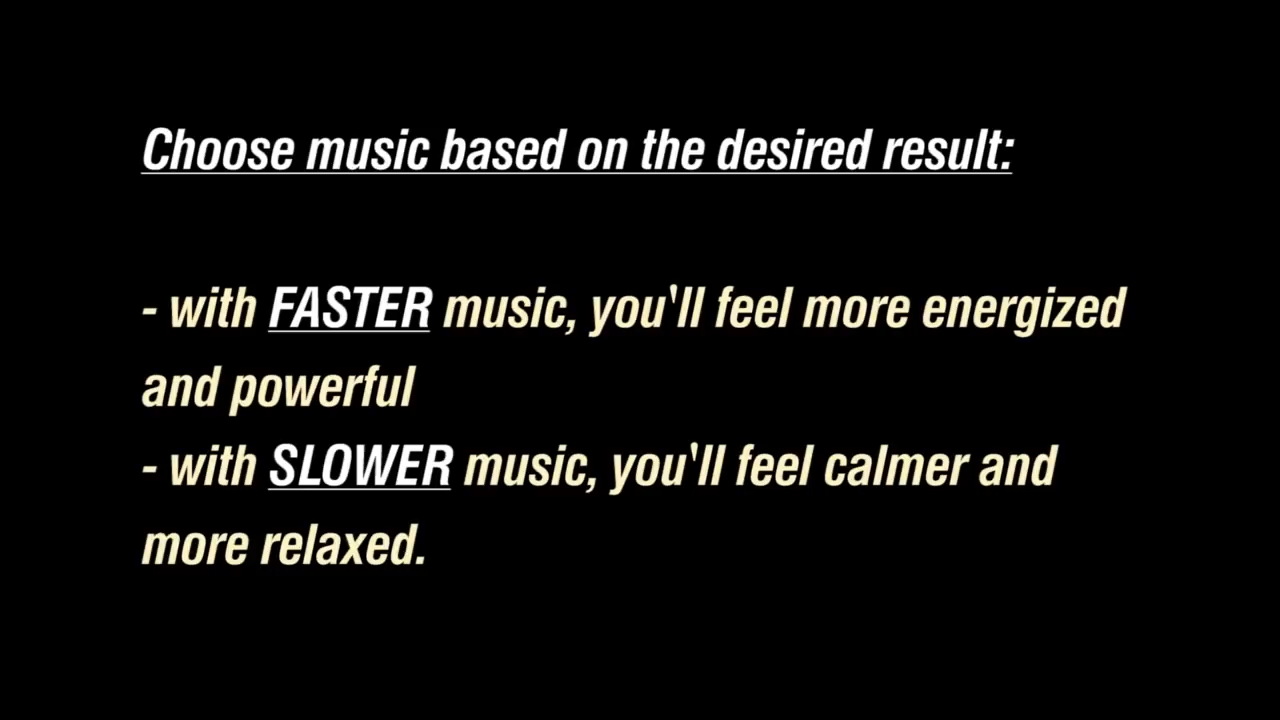 Choose music based on the desired result:
- with FASTER music, you'll feel more energized
and powerful
- with SLOWER music, you'll feel calmer and
more relaxed.